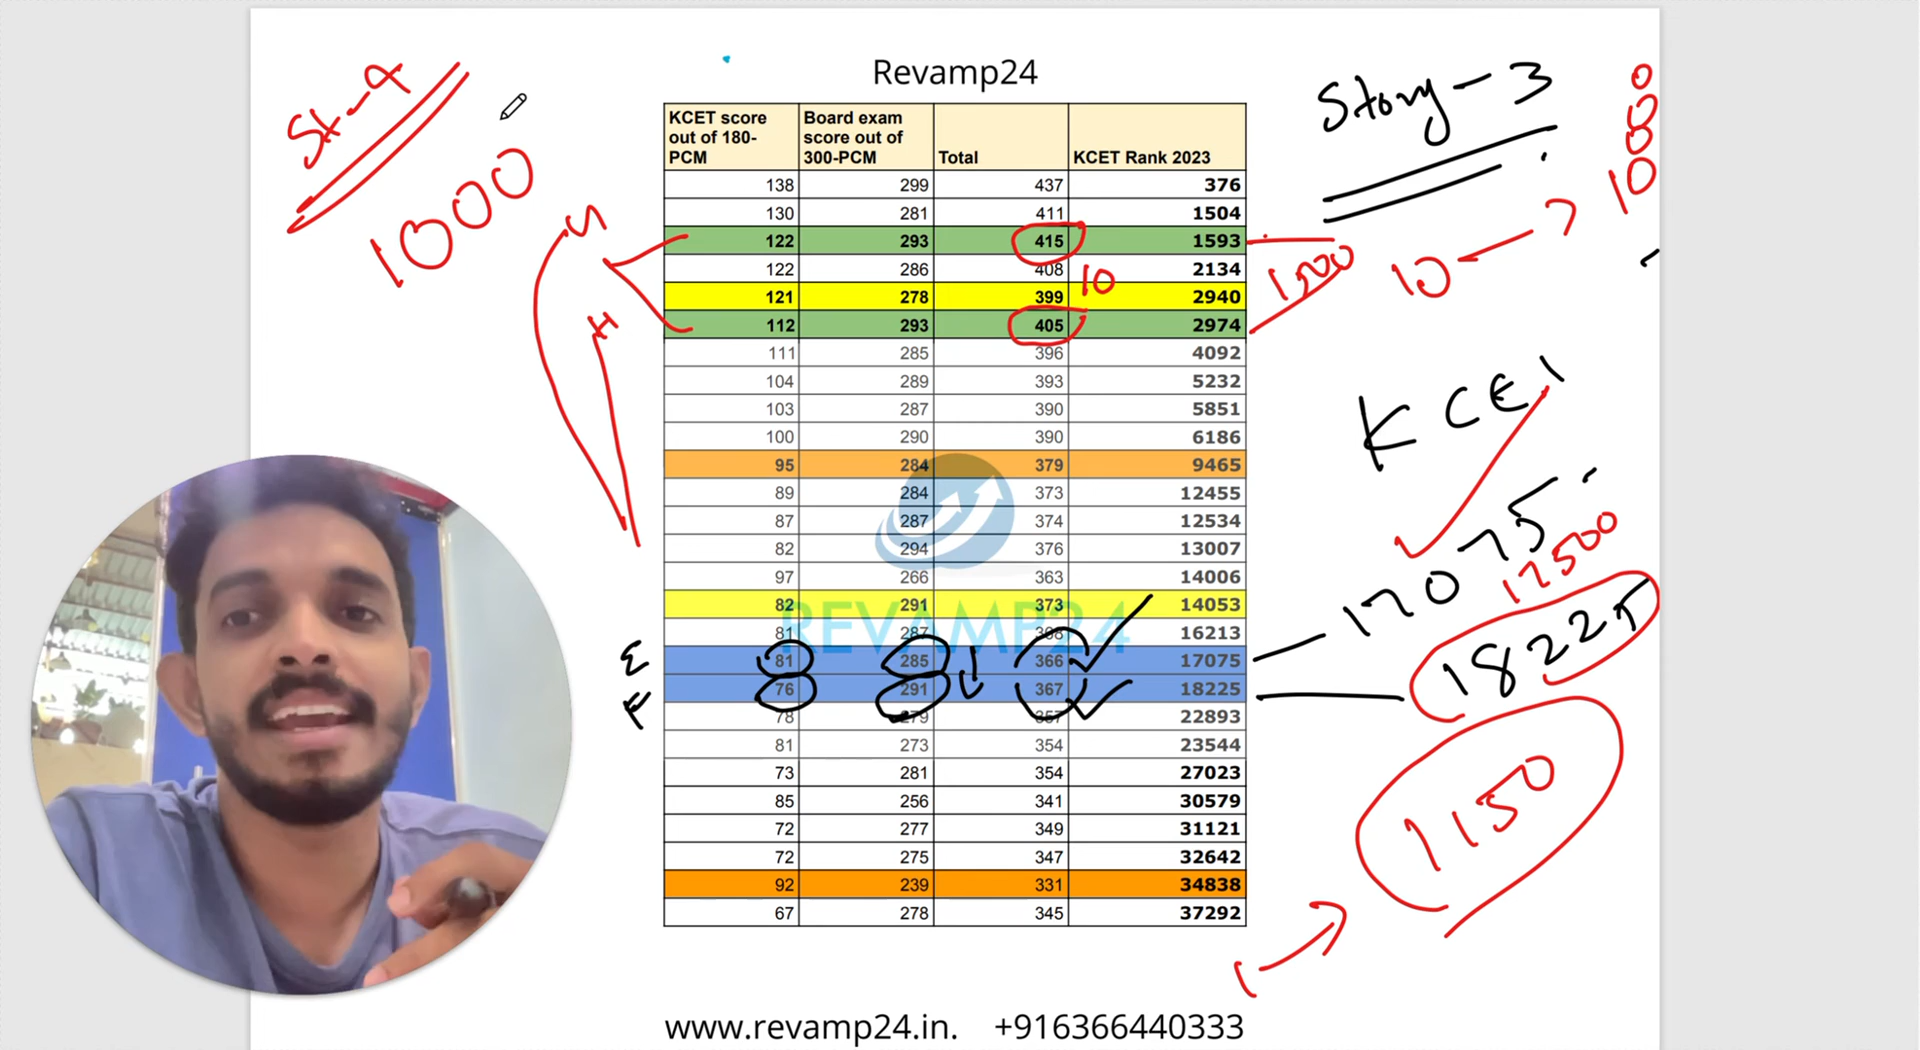 Revamp24
St-4
1000
Story-3
KCET score out of 180-PCM Board exam score out of 300-PCM Total KCET Rank 2023
138 299 437 376
130 281 411 1504
122 293 415 1593
122 286 408 2134
121 278 399 2940
112 293 405 2974
111 285 396 4092
104 289 393 5232
103 287 390 5851
100 290 390 6186
95 284 379 9465
89 284 373 12455
87 287 374 12534
82 294 376 13007
97 266 363 14006
82 291 373 14053
81 287 368 16213
81 285 366 17075
76 291 367 18225
78 279 357 22893
81 273 354 23544
73 281 354 27023
85 256 341 30579
72 277 349 31121
72 275 347 32642
92 239 331 34838
67 278 345 37292
REVAMP24
G
H
E
F
10
1500
10
KCET
17075
18225
1150
1
www.revamp24.in. +916366440333